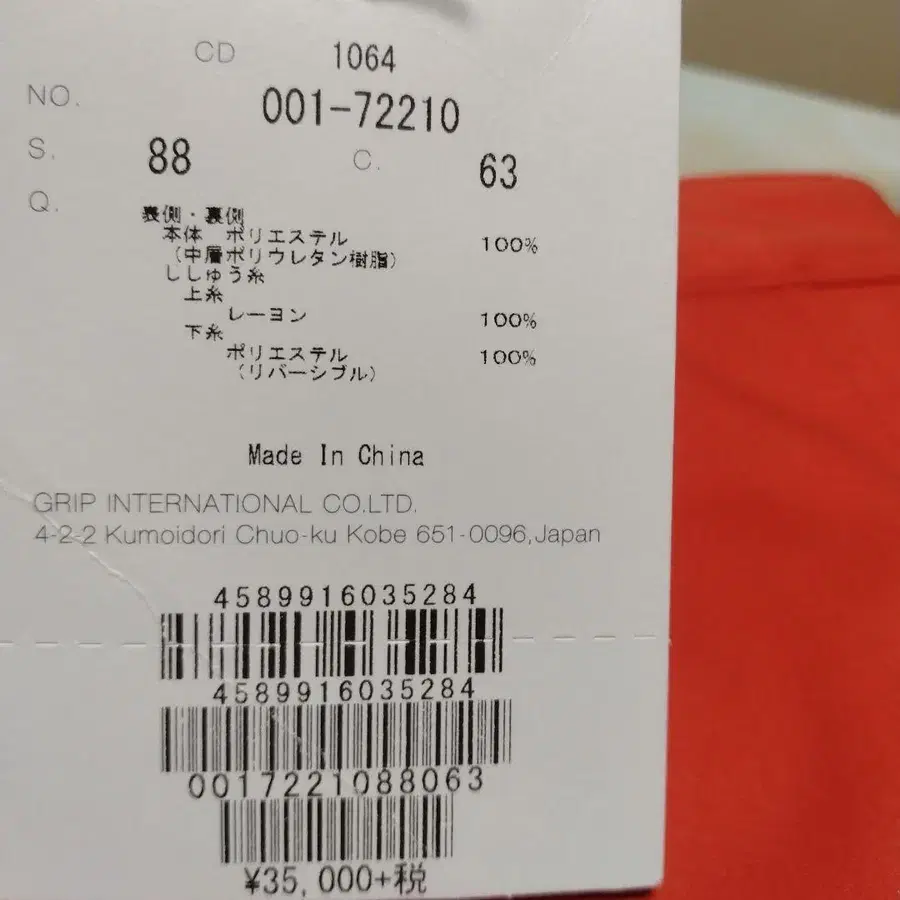 CD 1064
NO. 001-72210
S. 88 C. 63
Q.
表側・裏側
本体 ポリエステル 100%
(中層ポリウレタン樹脂)
ししゅう糸
上糸
レーヨン 100%
下糸
ポリエステル 100%
(リバーシブル)
Made In China
GRIP INTERNATIONAL CO.LTD.
4-2-2 Kumoidori Chuo-ku Kobe 651-0096,Japan
4589916035284
4589916035284
0017221088063
¥35,000+税